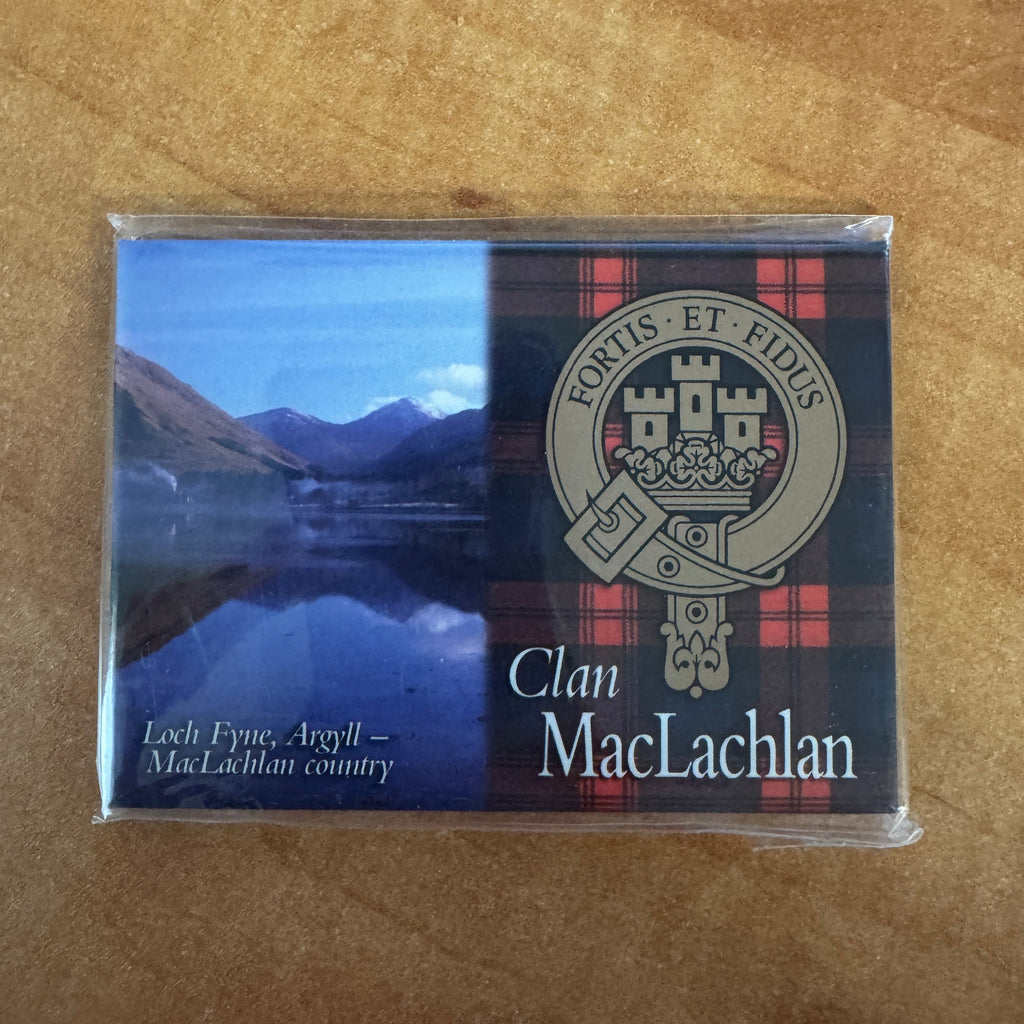 Loch Fyne, Argyll –
MacLachlan country
FORTIS · ET · FIDUS
Clan
MacLachlan